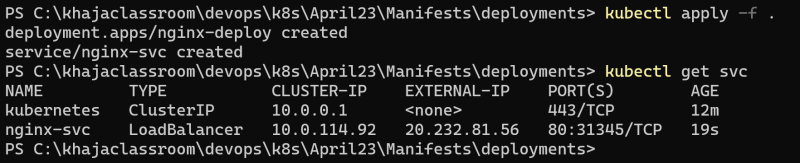 PS C:\khajaclassroom\devops\k8s\April23\Manifests\deployments> kubectl apply -f .
deployment.apps/nginx-deploy created
service/nginx-svc created
PS C:\khajaclassroom\devops\k8s\April23\Manifests\deployments> kubectl get svc
NAME TYPE CLUSTER-IP EXTERNAL-IP PORT(S) AGE
kubernetes ClusterIP 10.0.0.1 <none> 443/TCP 12m
nginx-svc LoadBalancer 10.0.114.92 20.232.81.56 80:31345/TCP 19s
PS C:\khajaclassroom\devops\k8s\April23\Manifests\deployments>